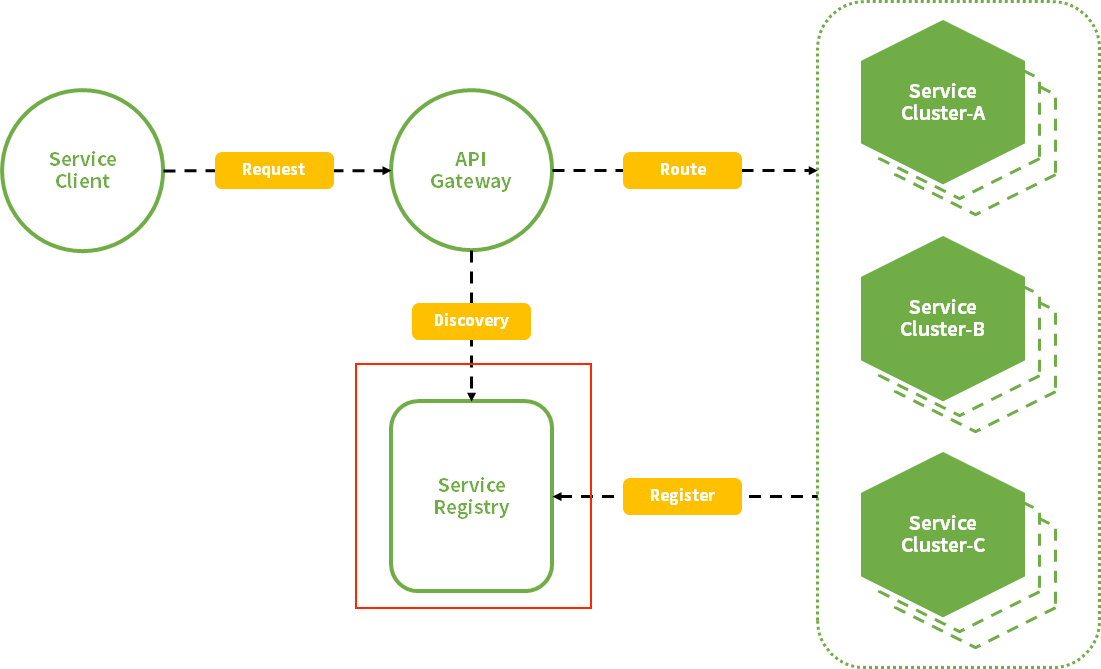 Service
Client
Request
API
Gateway
Route
Service
Cluster-A
Discovery
Service
Cluster-B
Service
Registry
Register
Service
Cluster-C